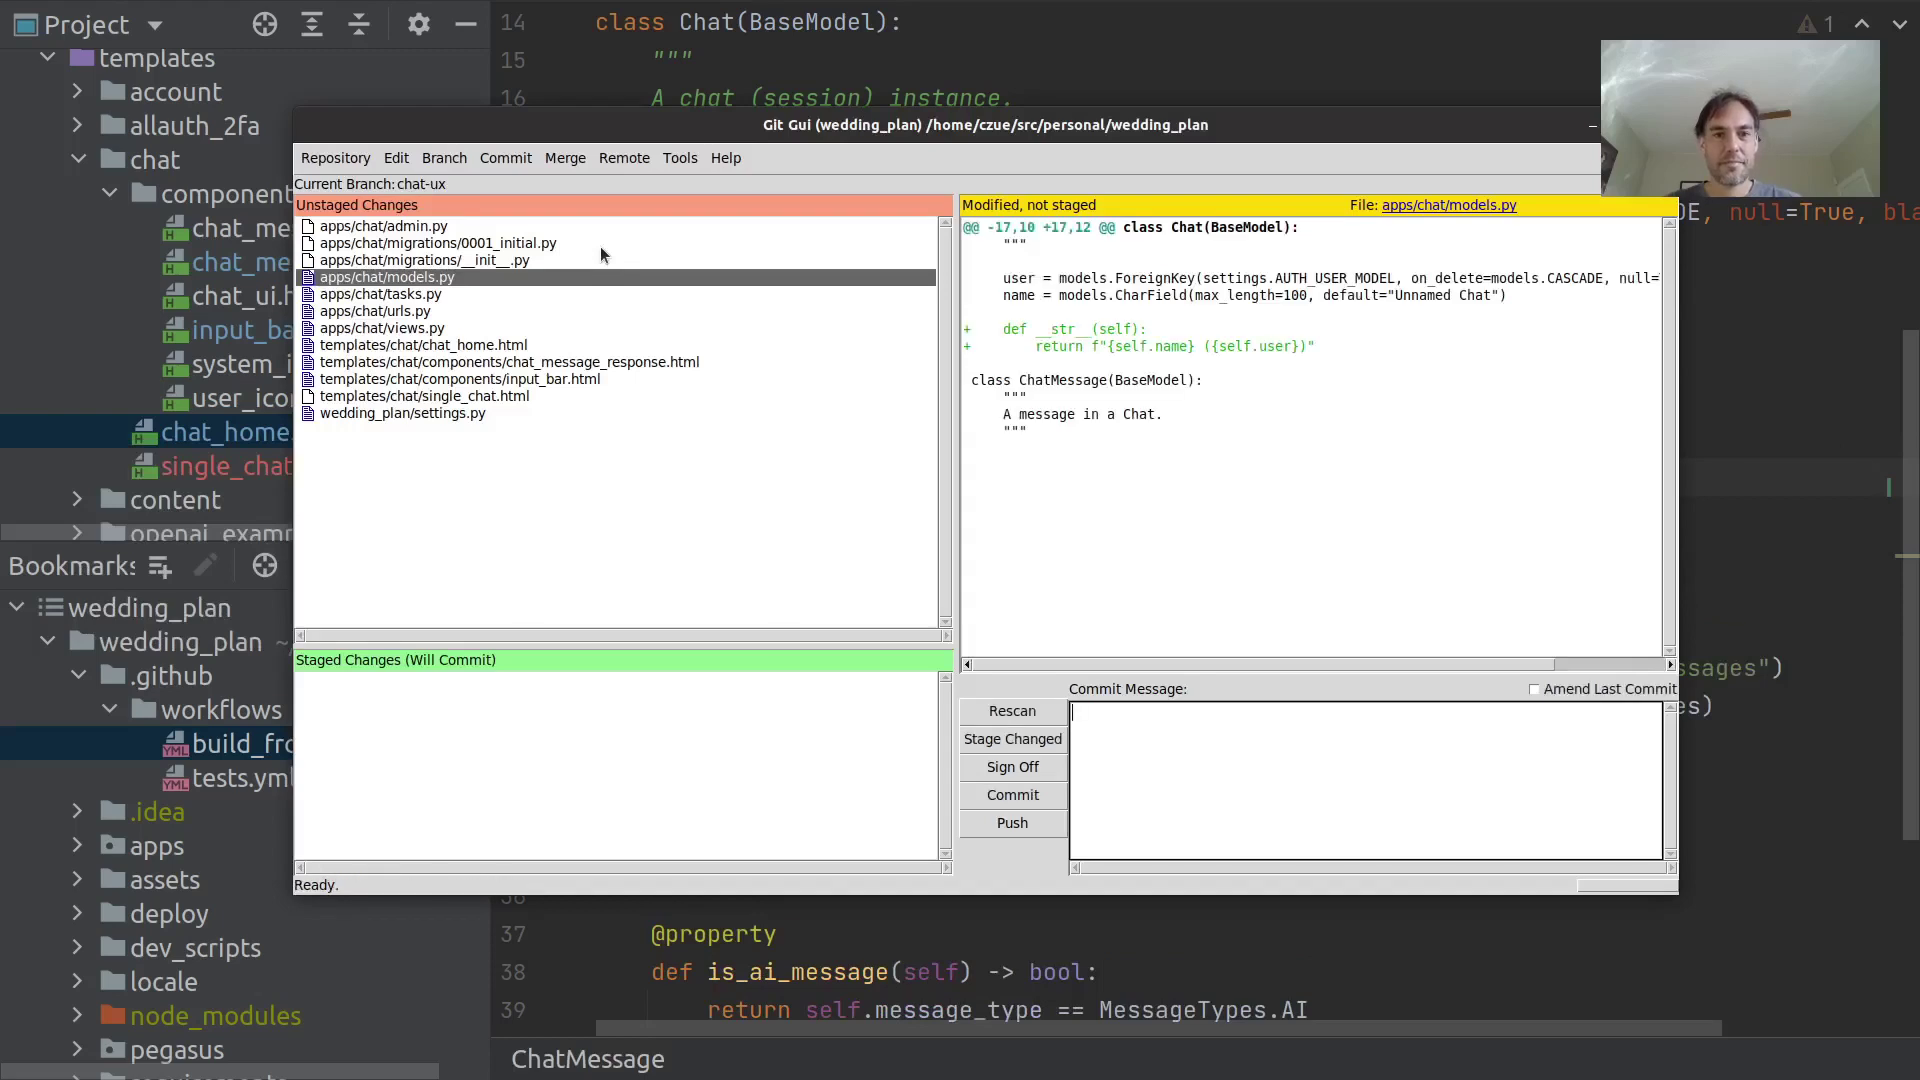 Project
templates
account
allauth_2fa
chat
component
chat_me
chat_me
chat_ui.h
input_ba
system_i
user_ico
chat_home.
single_chat
content
openai_examp
Bookmarks
wedding_plan
wedding_plan ~
.github
workflows
build_fro
tests.yml
.idea
apps
assets
deploy
dev_scripts
locale
node_modules
pegasus
14 class Chat(BaseModel):
15 """
16 A chat (session) instance.
1
DE, null=True, bla
ssages")
es)
36
37 @property
38 def is_ai_message(self) -> bool:
39 return self.message_type == MessageTypes.AI
ChatMessage
Git Gui (wedding_plan) /home/czue/src/personal/wedding_plan
Repository Edit Branch Commit Merge Remote Tools Help
Current Branch: chat-ux
Unstaged Changes
apps/chat/admin.py
apps/chat/migrations/0001_initial.py
apps/chat/migrations/__init__.py
apps/chat/models.py
apps/chat/tasks.py
apps/chat/urls.py
apps/chat/views.py
templates/chat/chat_home.html
templates/chat/components/chat_message_response.html
templates/chat/components/input_bar.html
templates/chat/single_chat.html
wedding_plan/settings.py
Staged Changes (Will Commit)
Modified, not staged File: apps/chat/models.py
@@ -17,10 +17,12 @@ class Chat(BaseModel):
"""
user = models.ForeignKey(settings.AUTH_USER_MODEL, on_delete=models.CASCADE, null=
name = models.CharField(max_length=100, default="Unnamed Chat")
+ def __str__(self):
+ return f"{self.name} ({self.user})"
class ChatMessage(BaseModel):
"""
A message in a Chat.
"""
Commit Message:
Amend Last Commit
Rescan
Stage Changed
Sign Off
Commit
Push
Ready.